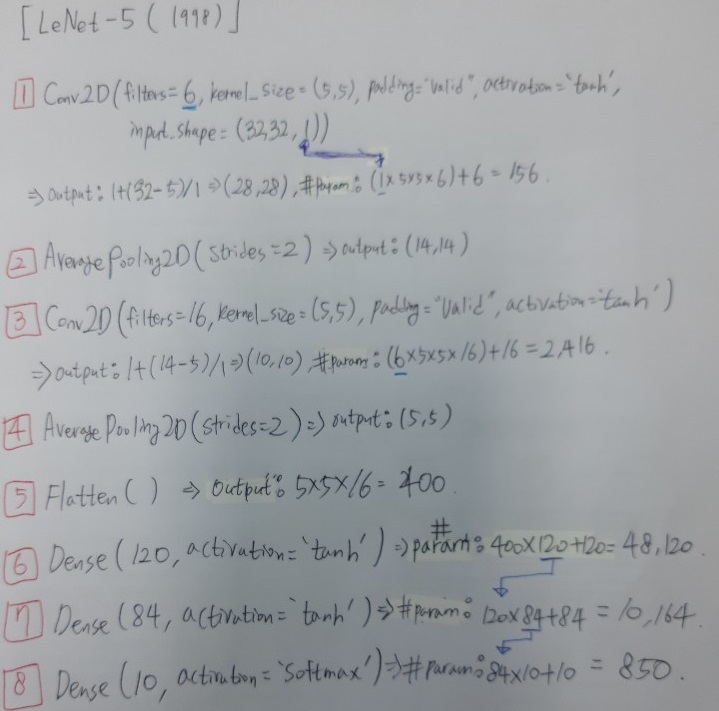 [LeNet-5 (1998)]
1 Conv2D(filters=6, kernel_size=(5,5), padding="valid", activation='tanh',
input_shape=(32,32,1))
⇒ output: 1+(32-5)/1 ⇒ (28,28), #param: (1×5×5×6)+6=156.
2 AveragePooling2D(strides=2) ⇒ output: (14,14)
3 Conv2D(filters=16, kernel_size=(5,5), padding="valid", activation='tanh')
⇒ output: 1+(14-5)/1 ⇒ (10,10), #param: (6×5×5×16)+16=2,416.
4 AveragePooling2D(strides=2) ⇒ output: (5,5)
5 Flatten( ) ⇒ output: 5×5×16=400.
6 Dense(120, activation='tanh') ⇒ #param: 400×120+120=48,120.
7 Dense(84, activation='tanh') ⇒ #param: 120×84+84=10,164.
8 Dense(10, activation='softmax') ⇒ #param: 84×10+10=850.